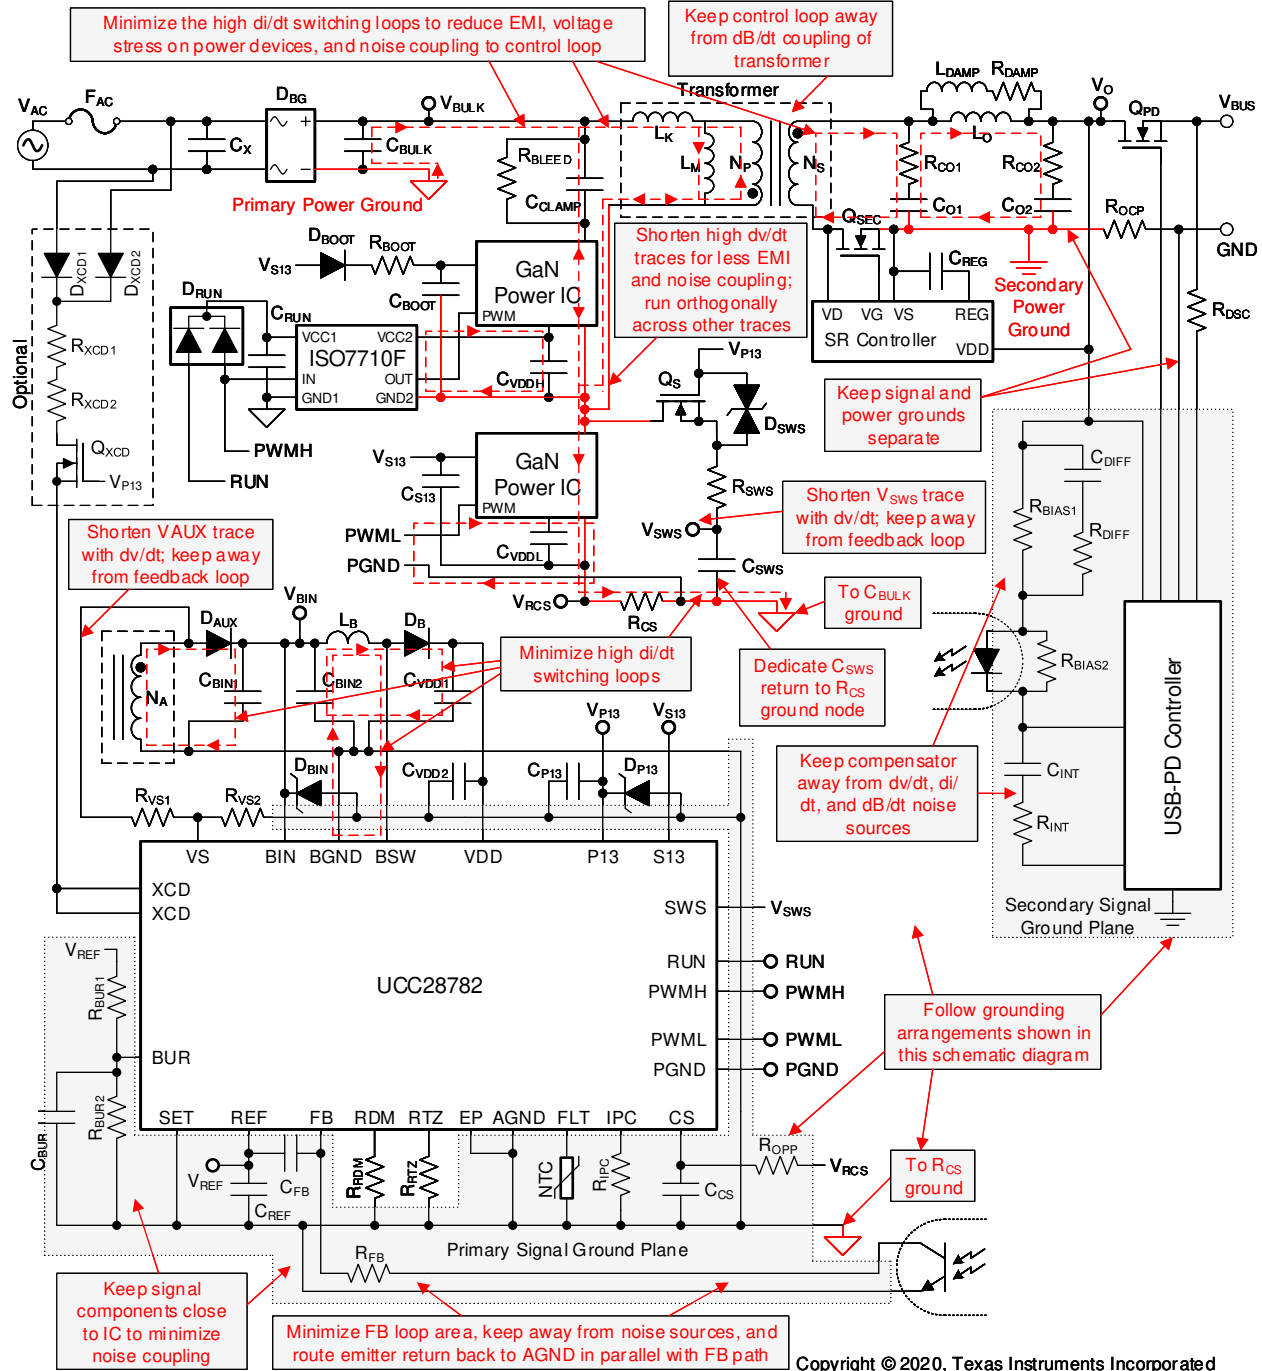 Minimize the high di/dt switching loops to reduce EMI, voltage
stress on power devices, and noise coupling to control loop
Keep control loop away
from dB/dt coupling of
transformer
VAC
FAC
DBG
VBULK
Transformer
LDAMP
RDAMP
VO
QPD
VBUS
CX
CBULK
RBLEED
CCLAMP
LK
LM
NP
NS
LO
RCO1
RCO2
CO1
CO2
ROCP
GND
Primary Power Ground
QSEC
CREG
Secondary
Power
Ground
RDSC
Shorten high dv/dt
traces for less EMI
and noise coupling;
run orthogonally
across other traces
DBOOT
RBOOT
VS13
CBOOT
GaN
Power IC
PWM
VD
VG
VS
REG
VDD
SR Controller
DXCD1
DXCD2
DRUN
CRUN
VCC1
VCC2
ISO7710F
IN
OUT
GND1
GND2
CVDDH
Optional
RXCD1
RXCD2
QXCD
VP13
PWMH
RUN
VP13
QS
DSWS
Keep signal and
power grounds
separate
VS13
CS13
GaN
Power IC
PWM
RSWS
VSWS
CSWS
Shorten VSWS trace
with dv/dt; keep away
from feedback loop
CDIFF
RBIAS1
RDIFF
PWML
PGND
CVDDL
Shorten VAUX trace
with dv/dt; keep away
from feedback loop
VRCS
RCS
To CBULK
ground
VBIN
DAUX
LB
DB
CBIN1
CBIN2
CVDD1
NA
Minimize high di/dt
switching loops
Dedicate CSWS
return to RCS
ground node
RBIAS2
USB-PD Controller
VP13
VS13
DBIN
CVDD2
CP13
DP13
Keep compensator
away from dv/dt, di/
dt, and dB/dt noise
sources
CINT
RINT
RVS1
RVS2
VS
BIN
BGND
BSW
VDD
P13
S13
XCD
XCD
SWS
VSWS
Secondary Signal
Ground Plane
VREF
RBUR1
UCC28782
RUN
RUN
PWMH
PWMH
Follow grounding
arrangements shown in
this schematic diagram
BUR
PWML
PWML
PGND
PGND
RBUR2
CBUR
SET
REF
FB
RDM
RTZ
EP
AGND
FLT
IPC
CS
VREF
CFB
CREF
RRDM
RRTZ
NTC
RIPC
CCS
ROPP
VRCS
To RCS
ground
Primary Signal Ground Plane
RFB
Keep signal
components close
to IC to minimize
noise coupling
Minimize FB loop area, keep away from noise sources, and
route emitter return back to AGND in parallel with FB path
Copyright © 2020, Texas Instruments Incorporated